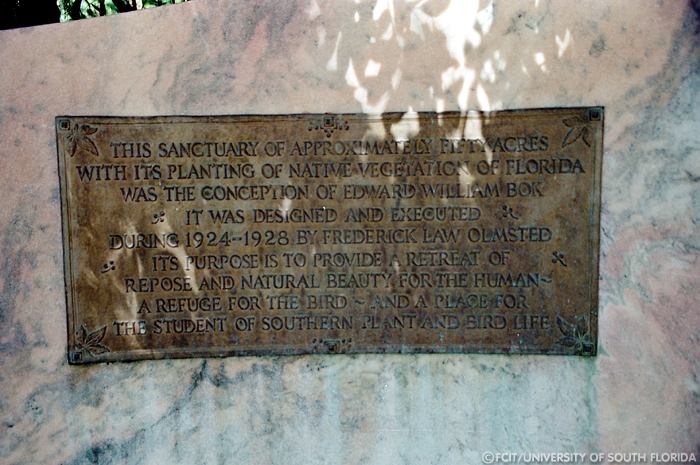 THIS SANCTUARY OF APPROXIMATELY FIFTY ACRES
WITH ITS PLANTING OF NATIVE VEGETATION OF FLORIDA
WAS THE CONCEPTION OF EDWARD WILLIAM BOK
IT WAS DESIGNED AND EXECUTED
DURING 1924--1928 BY FREDERICK LAW OLMSTED
ITS PURPOSE IS TO PROVIDE A RETREAT OF
REPOSE AND NATURAL BEAUTY FOR THE HUMAN~
A REFUGE FOR THE BIRD ~ AND A PLACE FOR
THE STUDENT OF SOUTHERN PLANT AND BIRD LIFE
©FCIT/UNIVERSITY OF SOUTH FLORIDA